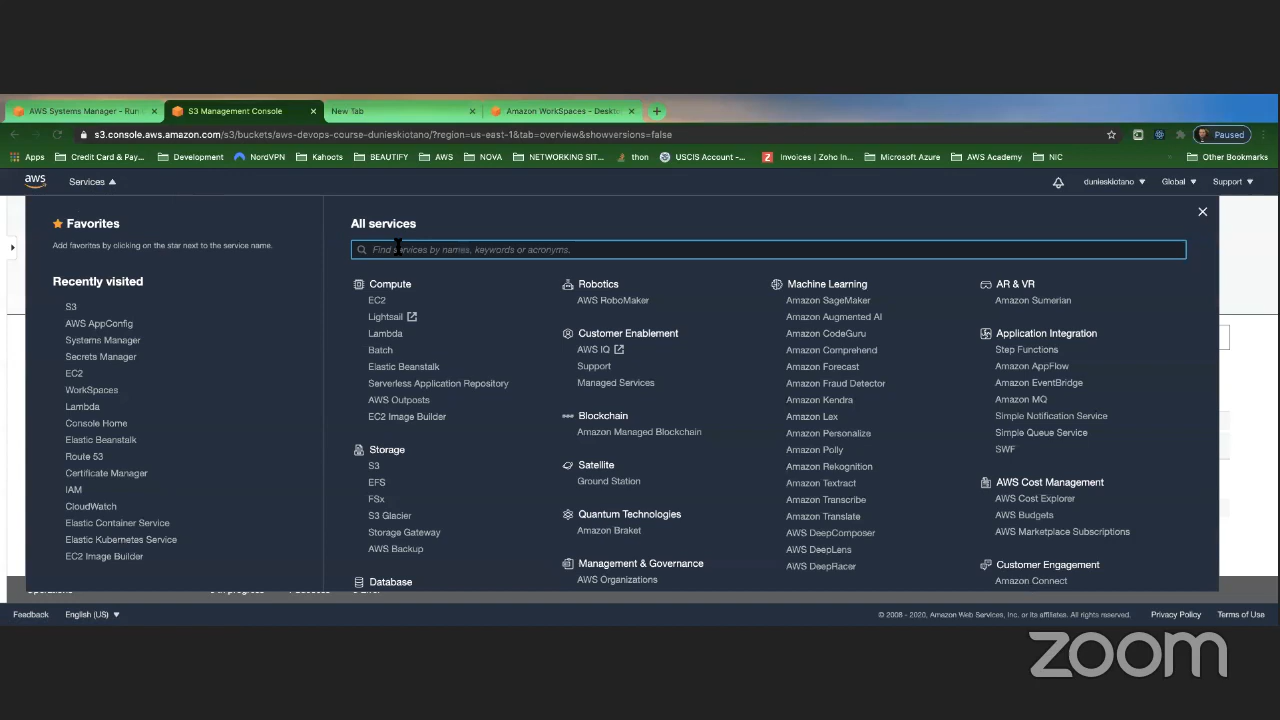 AWS Systems Manager - Run
S3 Management Console
New Tab
Amazon WorkSpaces - Deskto
s3.console.aws.amazon.com/s3/buckets/aws-devops-course-dunieskiotano/?region=us-east-1&tab=overview&showversions=false
Paused
Apps
Credit Card & Pay...
Development
NordVPN
Kahoots
BEAUTIFY
AWS
NOVA
NETWORKING SIT...
thon
USCIS Account -...
Invoices | Zoho In...
Microsoft Azure
AWS Academy
NIC
Other Bookmarks
aws
Services
dunieskiotano
Global
Support
Favorites
Add favorites by clicking on the star next to the service name.
Recently visited
S3
AWS AppConfig
Systems Manager
Secrets Manager
EC2
WorkSpaces
Lambda
Console Home
Elastic Beanstalk
Route 53
Certificate Manager
IAM
CloudWatch
Elastic Container Service
Elastic Kubernetes Service
EC2 Image Builder
All services
Find services by names, keywords or acronyms.
Compute
EC2
Lightsail
Lambda
Batch
Elastic Beanstalk
Serverless Application Repository
AWS Outposts
EC2 Image Builder
Storage
S3
EFS
FSx
S3 Glacier
Storage Gateway
AWS Backup
Database
Robotics
AWS RoboMaker
Customer Enablement
AWS IQ
Support
Managed Services
Blockchain
Amazon Managed Blockchain
Satellite
Ground Station
Quantum Technologies
Amazon Braket
Management & Governance
AWS Organizations
Machine Learning
Amazon SageMaker
Amazon Augmented AI
Amazon CodeGuru
Amazon Comprehend
Amazon Forecast
Amazon Fraud Detector
Amazon Kendra
Amazon Lex
Amazon Personalize
Amazon Polly
Amazon Rekognition
Amazon Textract
Amazon Transcribe
Amazon Translate
AWS DeepComposer
AWS DeepLens
AWS DeepRacer
AR & VR
Amazon Sumerian
Application Integration
Step Functions
Amazon AppFlow
Amazon EventBridge
Amazon MQ
Simple Notification Service
Simple Queue Service
SWF
AWS Cost Management
AWS Cost Explorer
AWS Budgets
AWS Marketplace Subscriptions
Customer Engagement
Amazon Connect
Feedback
English (US)
© 2008 - 2020, Amazon Web Services, Inc. or its affiliates. All rights reserved.
Privacy Policy
Terms of Use
zoom